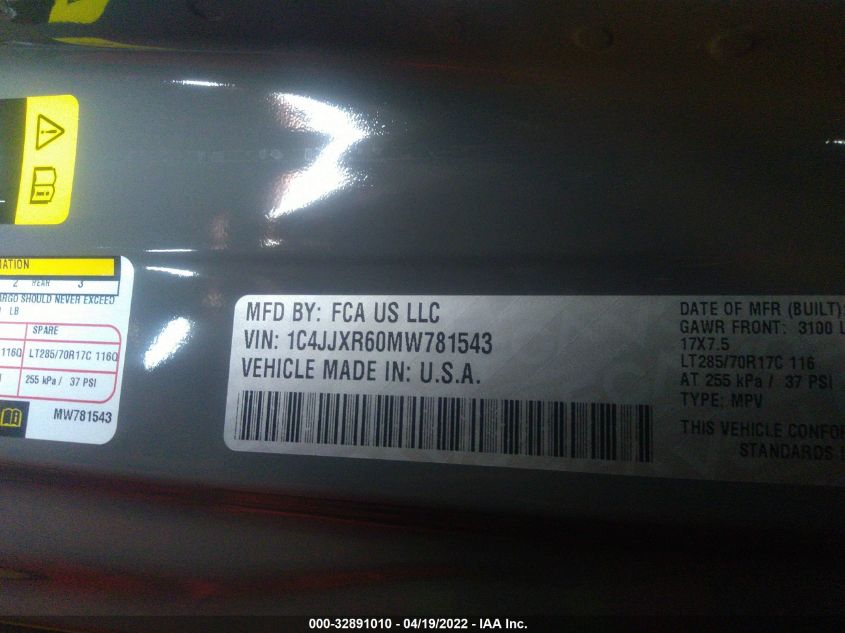 MATION
2 REAR 3
CARGO SHOULD NEVER EXCEED
LB
SPARE
116Q LT285/70R17C 116Q
255 kPa / 37 PSI
MW781543
MFD BY: FCA US LLC
VIN: 1C4JJXR60MW781543
VEHICLE MADE IN: U.S.A.
DATE OF MFR (BUILT):
GAWR FRONT: 3100 L
17X7.5
LT285/70R17C 116
AT 255 kPa / 37 PSI
TYPE: MPV
THIS VEHICLE CONFO
STANDARDS
000-32891010 - 04/19/2022 - IAA Inc.